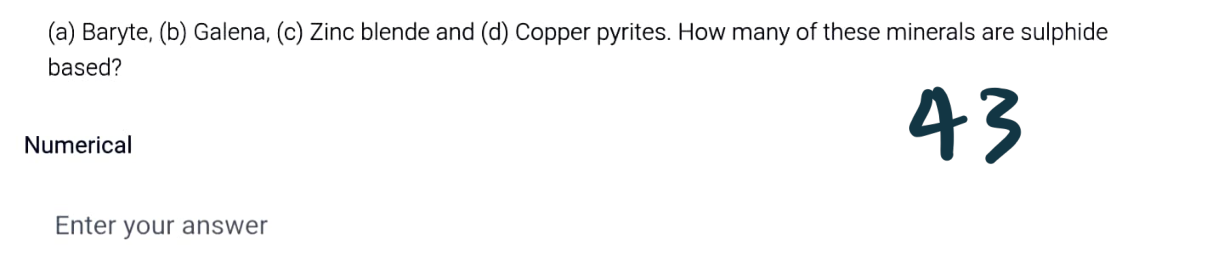 (a) Baryte, (b) Galena, (c) Zinc blende and (d) Copper pyrites. How many of these minerals are sulphide
based?
43
Numerical
Enter your answer